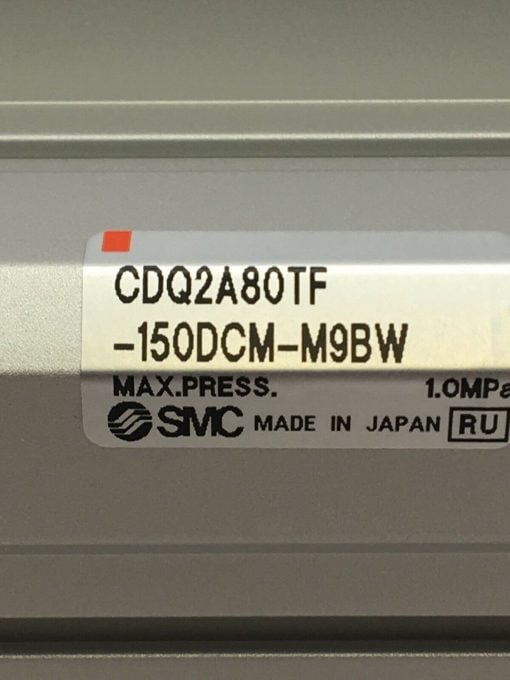 CDQ2A80TF
-150DCM-M9BW
MAX.PRESS. 1.0MPa
SMC MADE IN JAPAN RU